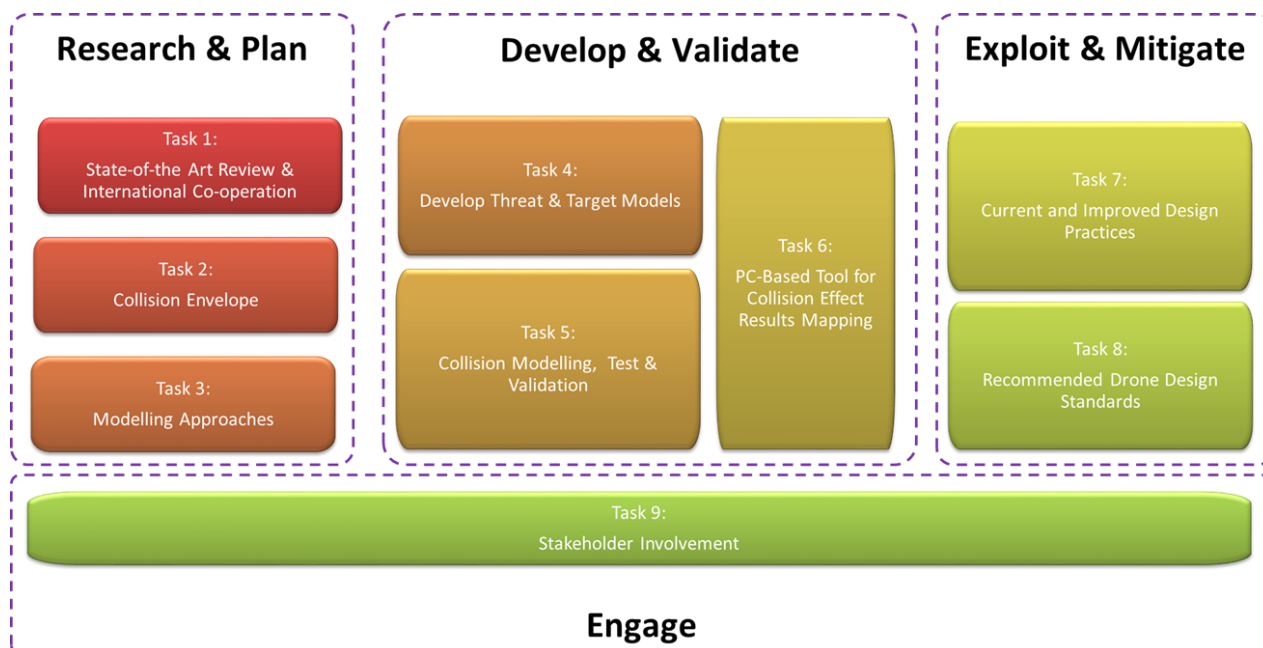 Research & Plan
Task 1:
State-of-the Art Review &
International Co-operation
Task 2:
Collision Envelope
Task 3:
Modelling Approaches
Develop & Validate
Task 4:
Develop Threat & Target Models
Task 5:
Collision Modelling, Test &
Validation
Task 6:
PC-Based Tool for
Collision Effect
Results Mapping
Exploit & Mitigate
Task 7:
Current and Improved Design
Practices
Task 8:
Recommended Drone Design
Standards
Task 9:
Stakeholder Involvement
Engage